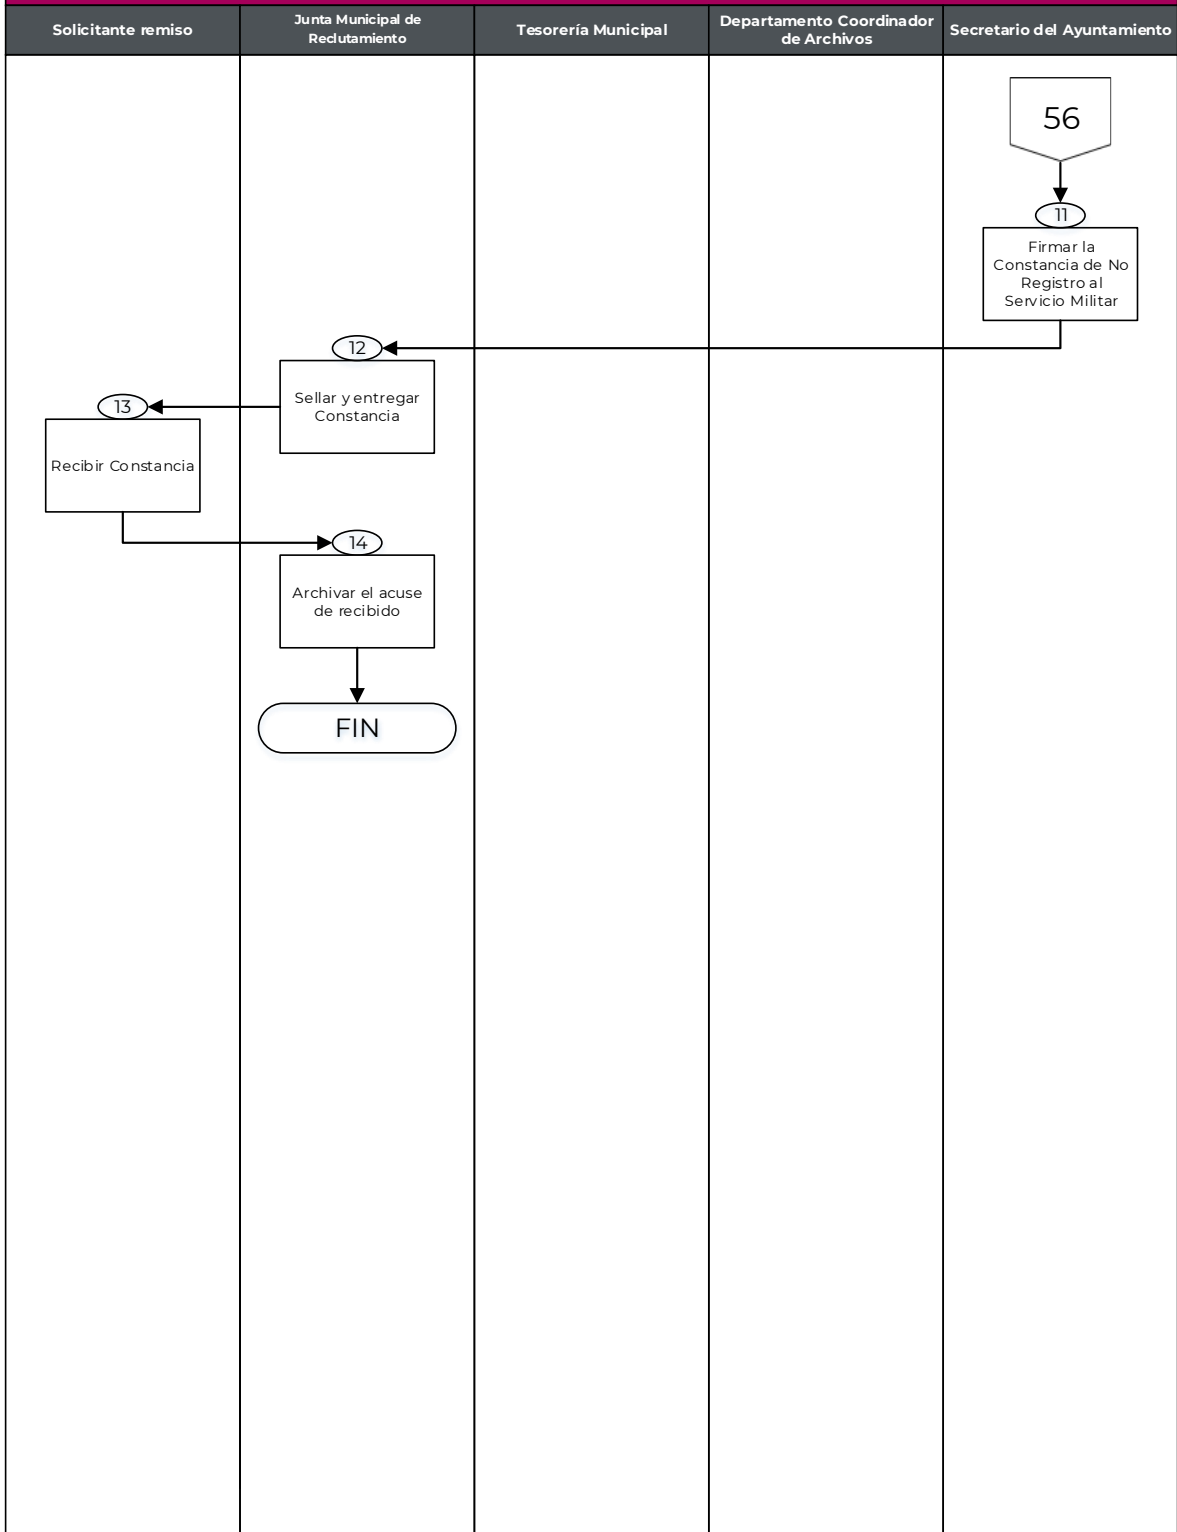 Solicitante remiso
Junta Municipal de
Reclutamiento
Tesorería Municipal
Departamento Coordinador
de Archivos
Secretario del Ayuntamiento
56
11
Firmar la
Constancia de No
Registro al
Servicio Militar
12
Sellar y entregar
Constancia
13
Recibir Constancia
14
Archivar el acuse
de recibido
FIN